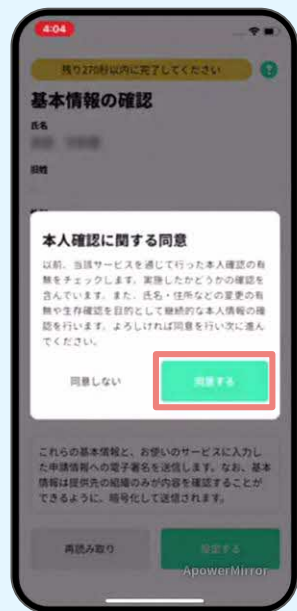 4:04
残り270秒以内に完了してください
?
基本情報の確認
氏名
旧姓
本人確認に関する同意
以前、当該サービスを通じて行った本人確認の有
無をチェックします。実施したかどうかの確認を
含んでいます。また、氏名・住所などの変更の有
無や生存確認を目的として継続的な本人情報の確
認を行います。よろしければ同意を行い次に進ん
でください。
同意しない
同意する
これらの基本情報と、お使いのサービスに入力し
た申請情報への電子署名を送信します。なお、基本
情報は提供先の組織のみが内容を確認することが
できるように、暗号化して送信されます。
再読み取り
ApowerMirror